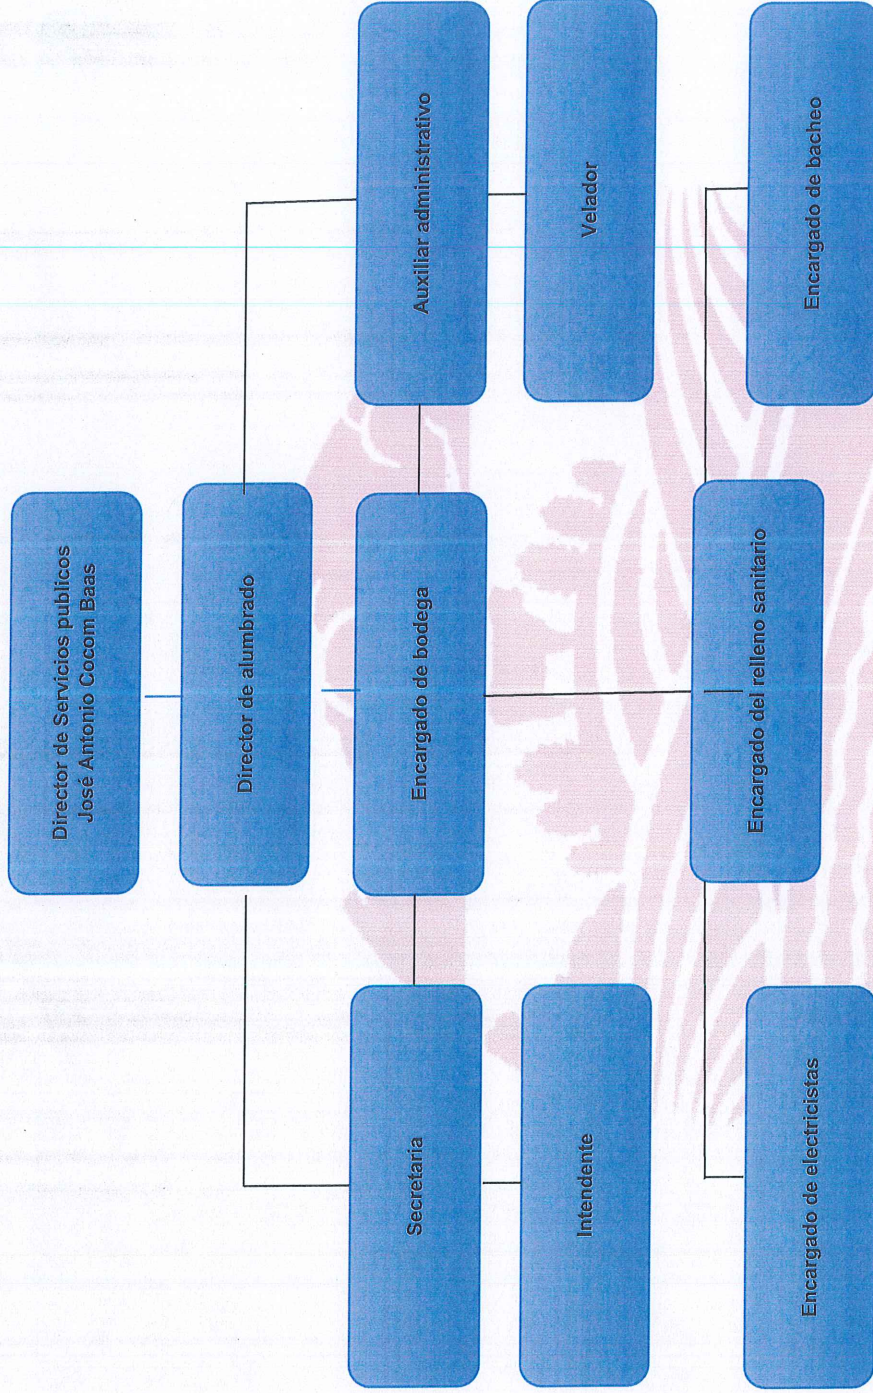 Director de Servicios publicos
José Antonio Cocom Baas
Director de alumbrado
Secretaria
Encargado de bodega
Auxiliar administrativo
Intendente
Velador
Encargado de electricistas
Encargado del relleno sanitario
Encargado de bacheo